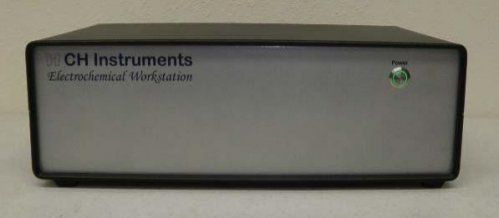 CH Instruments
Electrochemical Workstation
Power